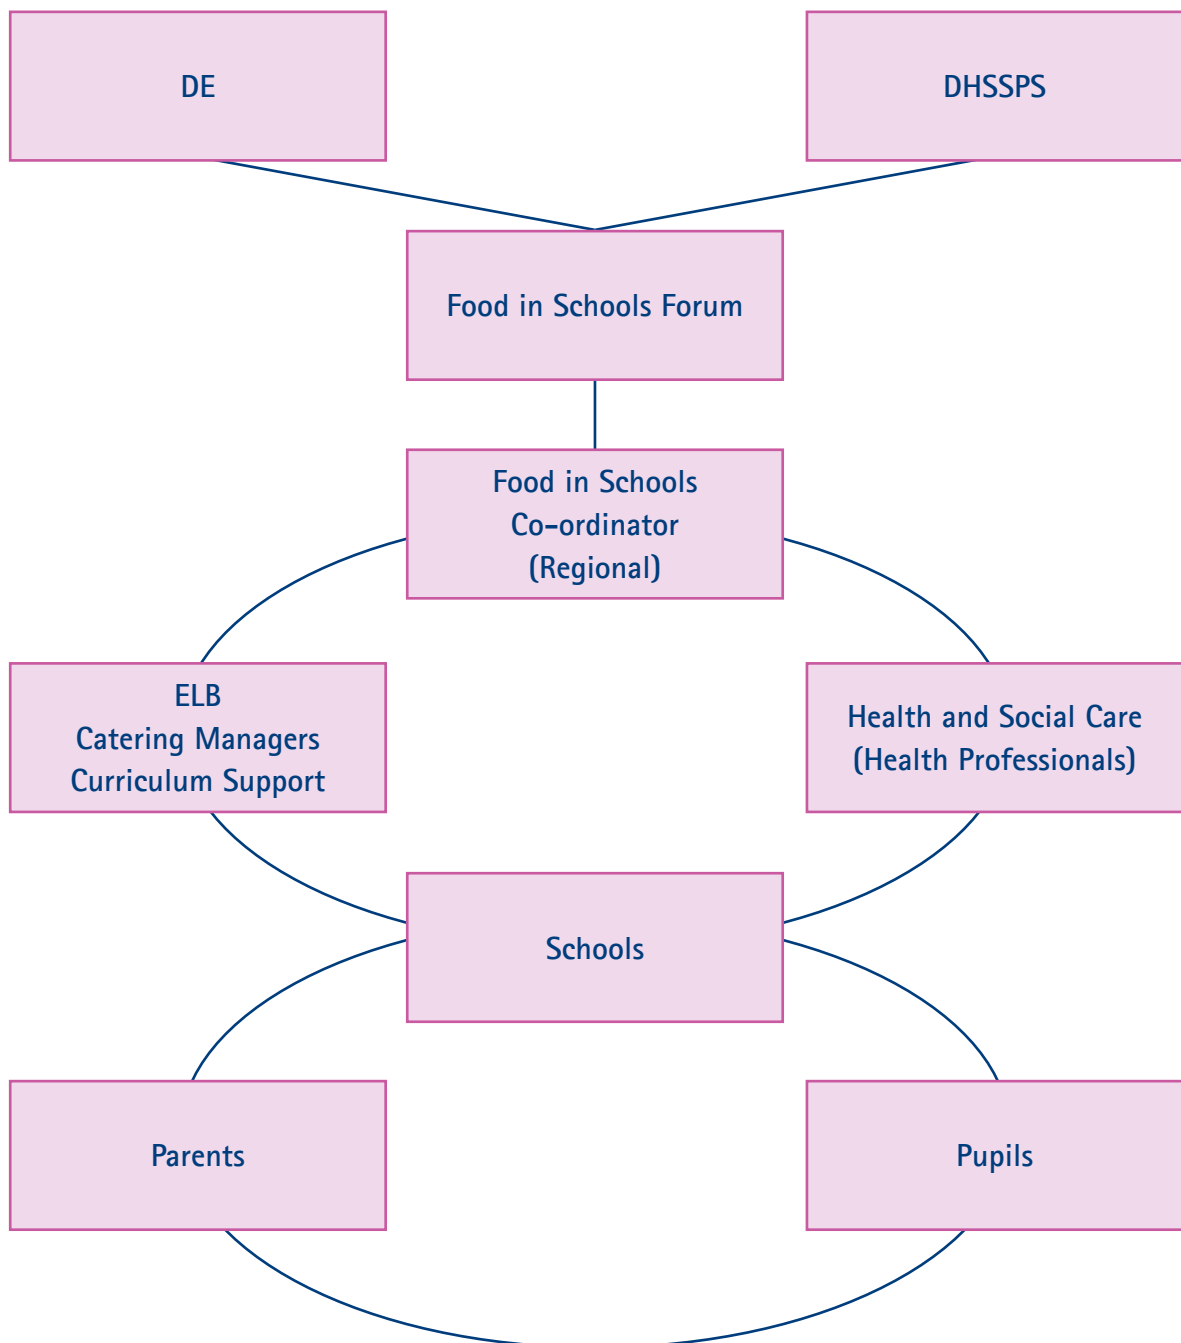 DE
DHSSPS
Food in Schools Forum
Food in Schools
Co-ordinator
(Regional)
ELB
Catering Managers
Curriculum Support
Health and Social Care
(Health Professionals)
Schools
Parents
Pupils